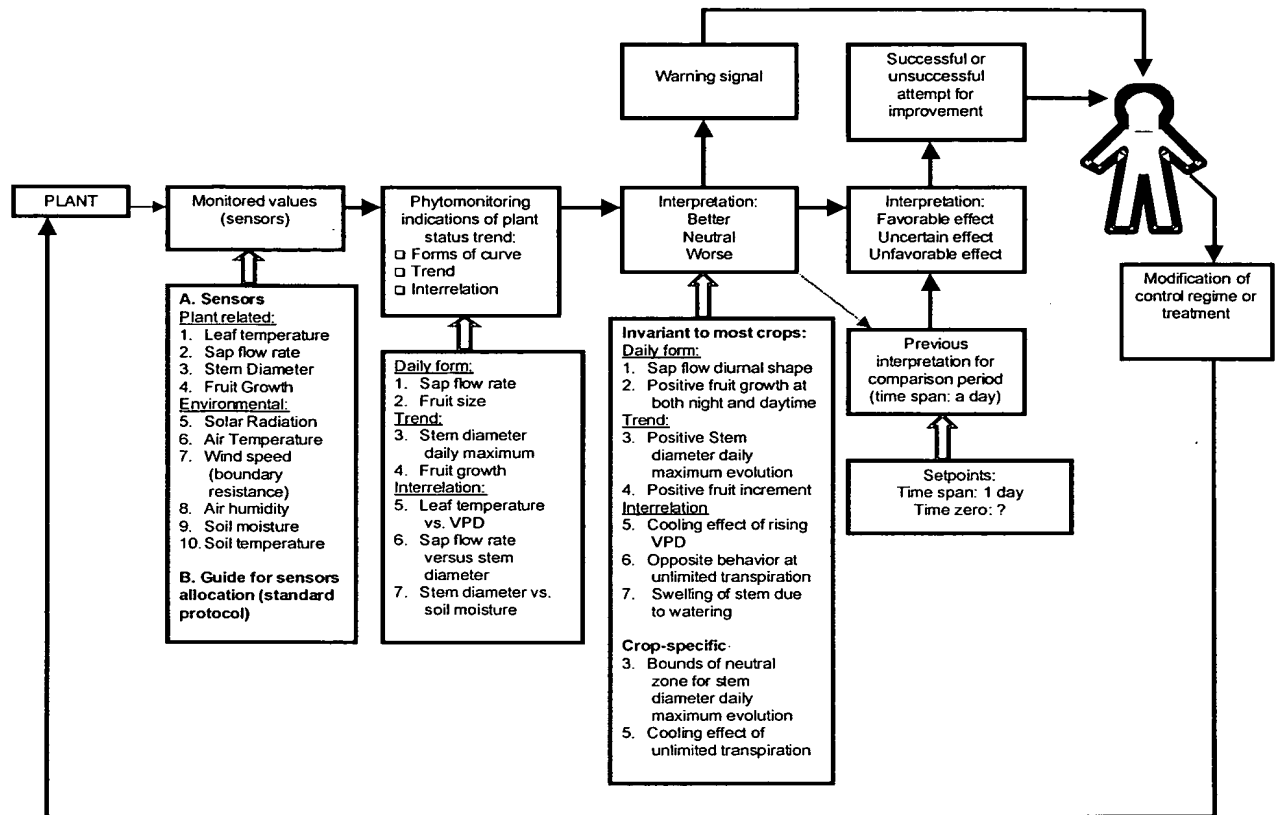 Warning signal
Successful or
unsuccessful
attempt for
improvement
PLANT
Monitored values
(sensors)
Phytomonitoring
indications of plant
status trend:
□ Forms of curve
□ Trend
□ Interrelation
Interpretation:
Better
Neutral
Worse
Interpretation:
Favorable effect
Uncertain effect
Unfavorable effect
Modification of
control regime or
treatment
A. Sensors
Plant related:
1. Leaf temperature
2. Sap flow rate
3. Stem Diameter
4. Fruit Growth
Environmental:
5. Solar Radiation
6. Air Temperature
7. Wind speed
(boundary
resistance)
8. Air humidity
9. Soil moisture
10. Soil temperature
B. Guide for sensors
allocation (standard
protocol)
Daily form:
1. Sap flow rate
2. Fruit size
Trend:
3. Stem diameter
daily maximum
4. Fruit growth
Interrelation:
5. Leaf temperature
vs. VPD
6. Sap flow rate
versus stem
diameter
7. Stem diameter vs.
soil moisture
Invariant to most crops:
Daily form:
1. Sap flow diurnal shape
2. Positive fruit growth at
both night and daytime
Trend:
3. Positive Stem
diameter daily
maximum evolution
4. Positive fruit increment
Interrelation
5. Cooling effect of rising
VPD
6. Opposite behavior at
unlimited transpiration
7. Swelling of stem due
to watering
Crop-specific
3. Bounds of neutral
zone for stem
diameter daily
maximum evolution
5. Cooling effect of
unlimited transpiration
Previous
interpretation for
comparison period
(time span: a day)
Setpoints:
Time span: 1 day
Time zero: ?